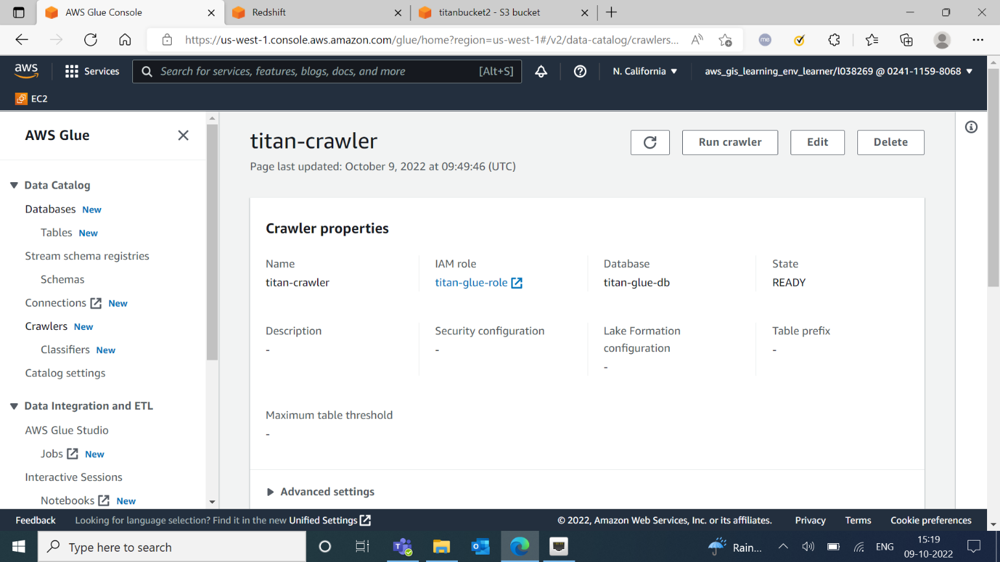 AWS Glue Console
Redshift
titanbucket2 - S3 bucket
https://us-west-1.console.aws.amazon.com/glue/home?region=us-west-1#/v2/data-catalog/crawlers...
me
aws
Services
Search for services, features, blogs, docs, and more
[Alt+S]
N. California
aws_gis_learning_env_learner/l038269 @ 0241-1159-8068
EC2
AWS Glue
Data Catalog
Databases New
Tables New
Stream schema registries
Schemas
Connections New
Crawlers New
Classifiers New
Catalog settings
Data Integration and ETL
AWS Glue Studio
Jobs New
Interactive Sessions
Notebooks New
titan-crawler
Run crawler
Edit
Delete
Page last updated: October 9, 2022 at 09:49:46 (UTC)
Crawler properties
Name
titan-crawler
IAM role
titan-glue-role
Database
titan-glue-db
State
READY
Description
-
Security configuration
-
Lake Formation
configuration
-
Table prefix
-
Maximum table threshold
-
Advanced settings
Feedback
Looking for language selection? Find it in the new Unified Settings
© 2022, Amazon Web Services, Inc. or its affiliates.
Privacy
Terms
Cookie preferences
Type here to search
Rain...
ENG
15:19
09-10-2022